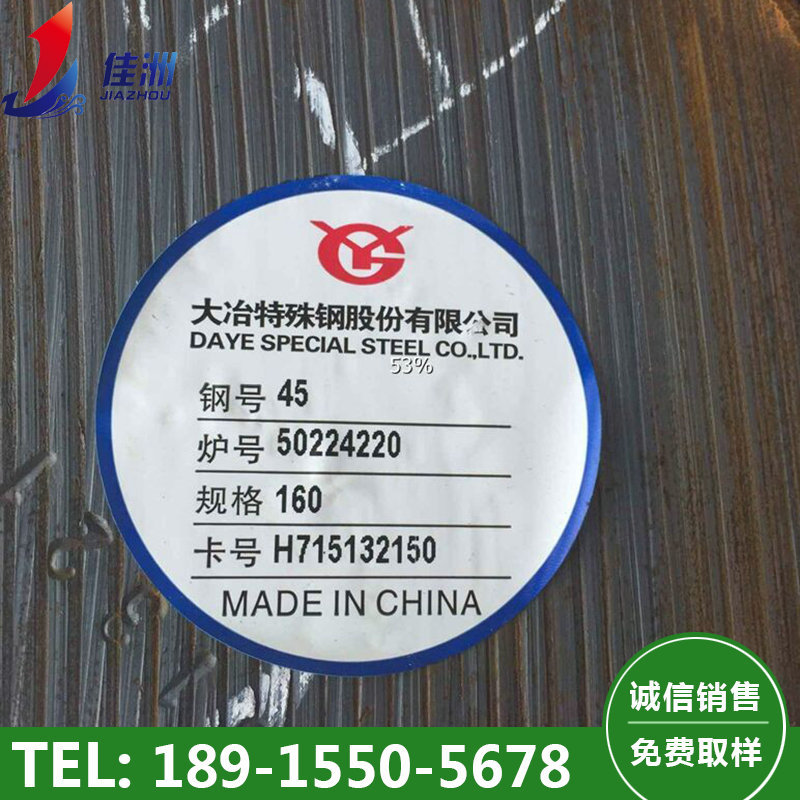 佳洲
JIAZHOU
大冶特殊钢股份有限公司
DAYE SPECIAL STEEL CO.,LTD.
53%
钢号 45
炉号 50224220
规格 160
卡号 H715132150
MADE IN CHINA
诚信销售
免费取样
TEL: 189-1550-5678